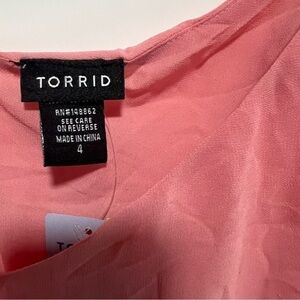 TORRID
RN#148862
SEE CARE
ON REVERSE
MADE IN CHINA
4